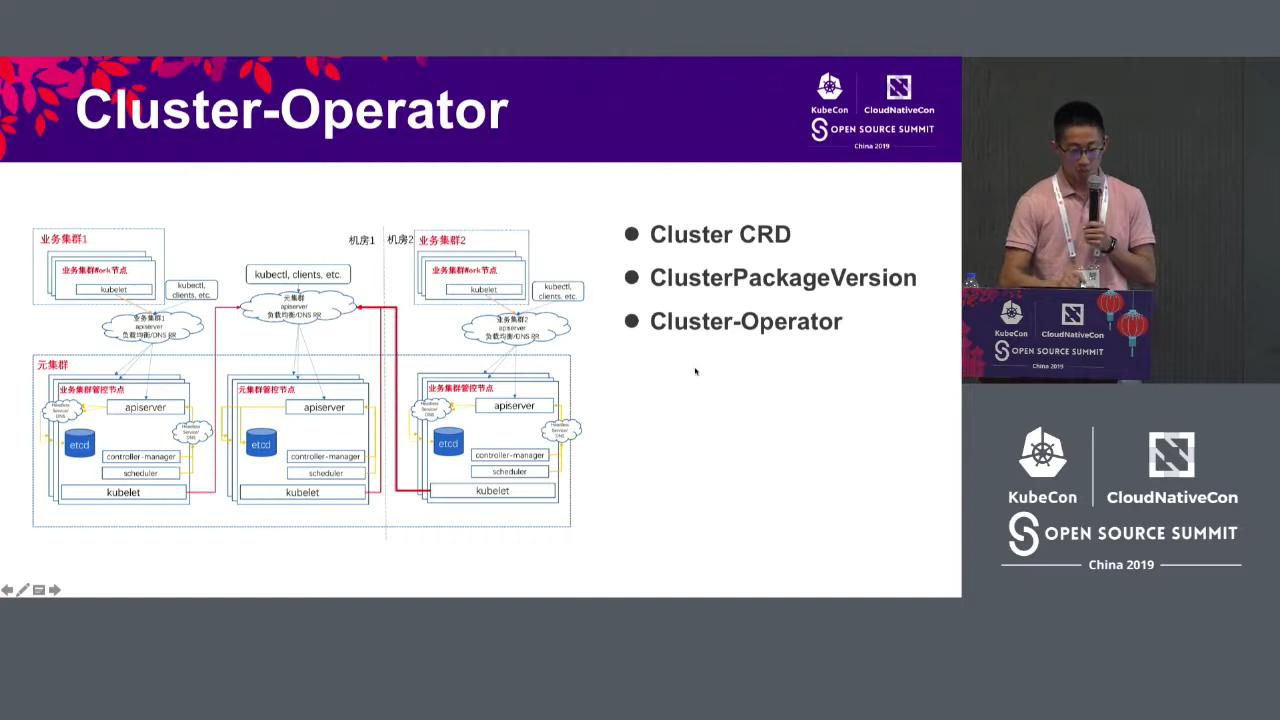 Cluster-Operator
KubeCon
CloudNativeCon
OPEN SOURCE SUMMIT
China 2019
业务集群1
业务集群Work节点
kubelet
kubectl,
clients, etc.
业务集群1
apiserver
负载均衡/DNS RR
机房1
机房2
kubectl, clients, etc.
元集群
apiserver
负载均衡/DNS RR
业务集群2
业务集群Work节点
kubelet
kubectl,
clients, etc.
业务集群2
apiserver
负载均衡/DNS RR
元集群
业务集群管控节点
Headless
Service/
DNS
apiserver
Headless
Service/
DNS
etcd
controller-manager
scheduler
kubelet
元集群管控节点
apiserver
etcd
controller-manager
scheduler
kubelet
业务集群管控节点
Headless
Service/
DNS
apiserver
Headless
Service/
DNS
etcd
controller-manager
scheduler
kubelet
Cluster CRD
ClusterPackageVersion
Cluster-Operator
KubeCon
CloudNativeCon
OPEN SOURCE SUMMIT
China 2019
KubeCon
CloudNativeCon
OPEN SOURCE SUMMIT
China 2019